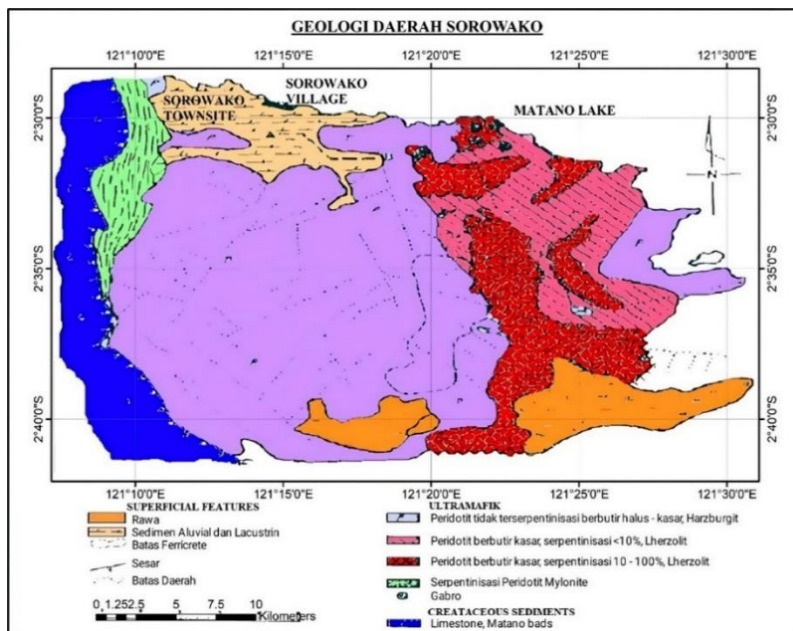 GEOLOGI DAERAH SOROWAKO
121°10'0"E 121°15'0"E 121°20'0"E 121°25'0"E 121°30'0"E
SOROWAKO
VILLAGE
SOROWAKO
TOWNSITE
MATANO LAKE
2°30'0"S 2°30'0"S
N
2°35'0"S 2°35'0"S
2°40'0"S 2°40'0"S
121°10'0"E 121°15'0"E 121°20'0"E 121°25'0"E 121°30'0"E
SUPERFICIAL FEATURES
Rawa
Sedimen Aluvial dan Lacustrin
Batas Ferricrete
Sesar
Batas Daerah
0 1.25 2.5 5 7.5 10
Kilometers
ULTRAMAFIK
Peridotit tidak terserpentinisasi berbutir halus - kasar, Harzburgit
Peridotit berbutir kasar, serpentinisasi <10%, Lherzolit
Peridotit berbutir kasar, serpentinisasi 10 - 100%, Lherzolit
Serpentinisasi Peridotit Mylonite
Gabro
CREATACEOUS SEDIMENTS
Limestone, Matano bads